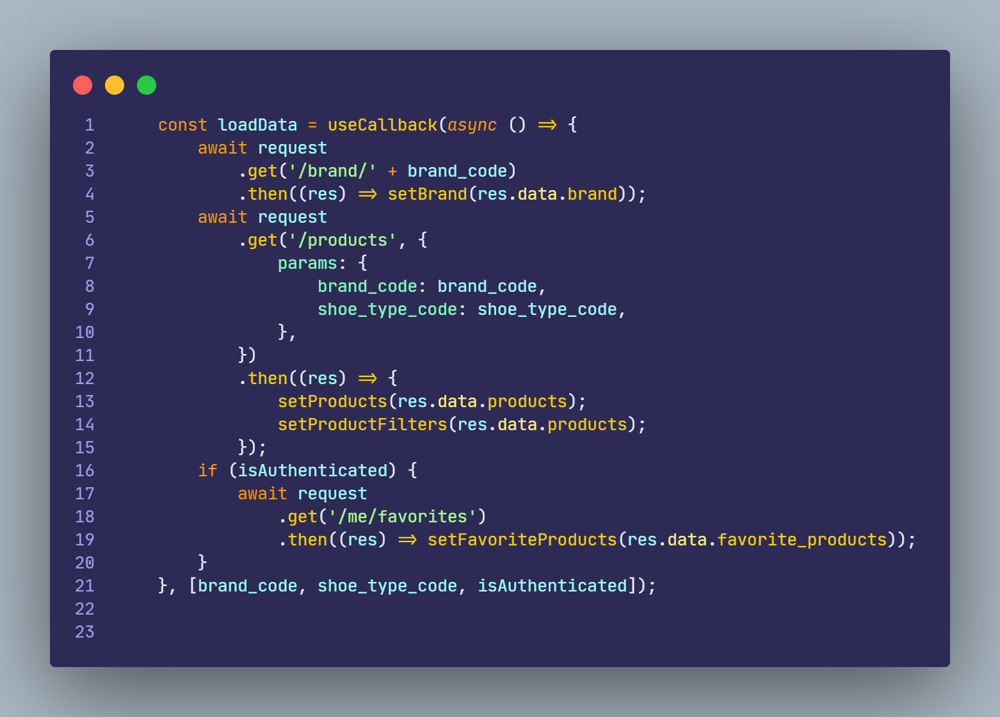 1 const loadData = useCallback(async () => {
2 await request
3 .get('/brand/' + brand_code)
4 .then((res) => setBrand(res.data.brand));
5 await request
6 .get('/products', {
7 params: {
8 brand_code: brand_code,
9 shoe_type_code: shoe_type_code,
10 },
11 })
12 .then((res) => {
13 setProducts(res.data.products);
14 setProductFilters(res.data.products);
15 });
16 if (isAuthenticated) {
17 await request
18 .get('/me/favorites')
19 .then((res) => setFavoriteProducts(res.data.favorite_products));
20 }
21 }, [brand_code, shoe_type_code, isAuthenticated]);
22
23